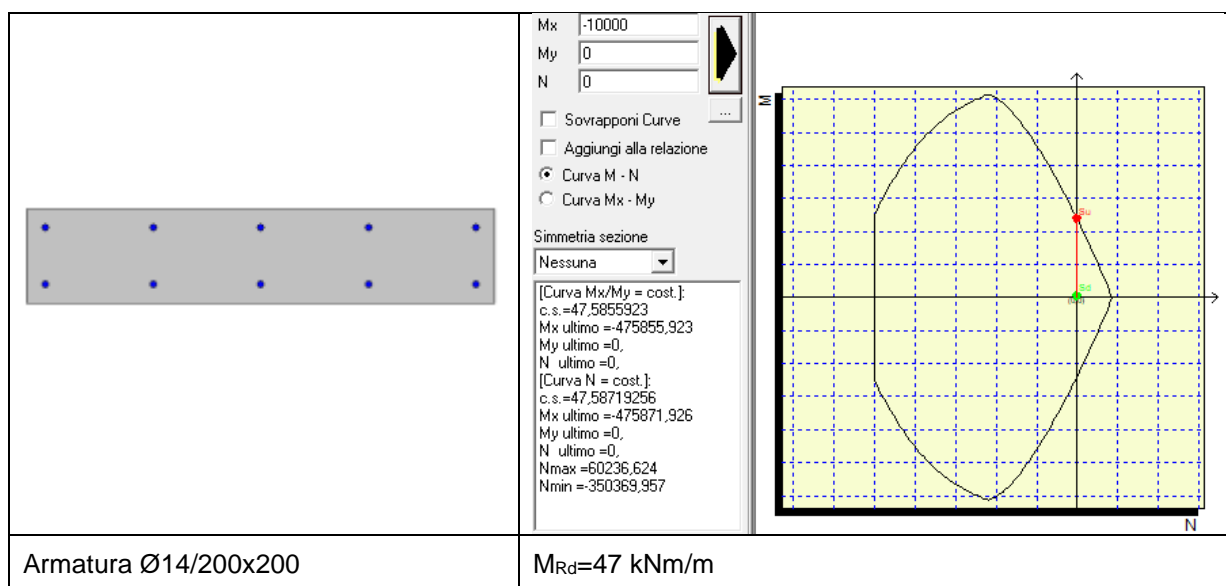 Mx -10000
My 0
N 0
...
Sovrapponi Curve
Aggiungi alla relazione
Curva M - N
Curva Mx - My
Simmetria sezione
Nessuna
[Curva Mx/My = cost.]:
c.s.=47,5855923
Mx ultimo =-475855,923
My ultimo =0,
N ultimo =0,
[Curva N = cost.]:
c.s.=47,58719256
Mx ultimo =-475871,926
My ultimo =0,
N ultimo =0,
Nmax =60236,624
Nmin =-350369,957
M
Su
Sd
N
Armatura Ø14/200x200
MRd=47 kNm/m